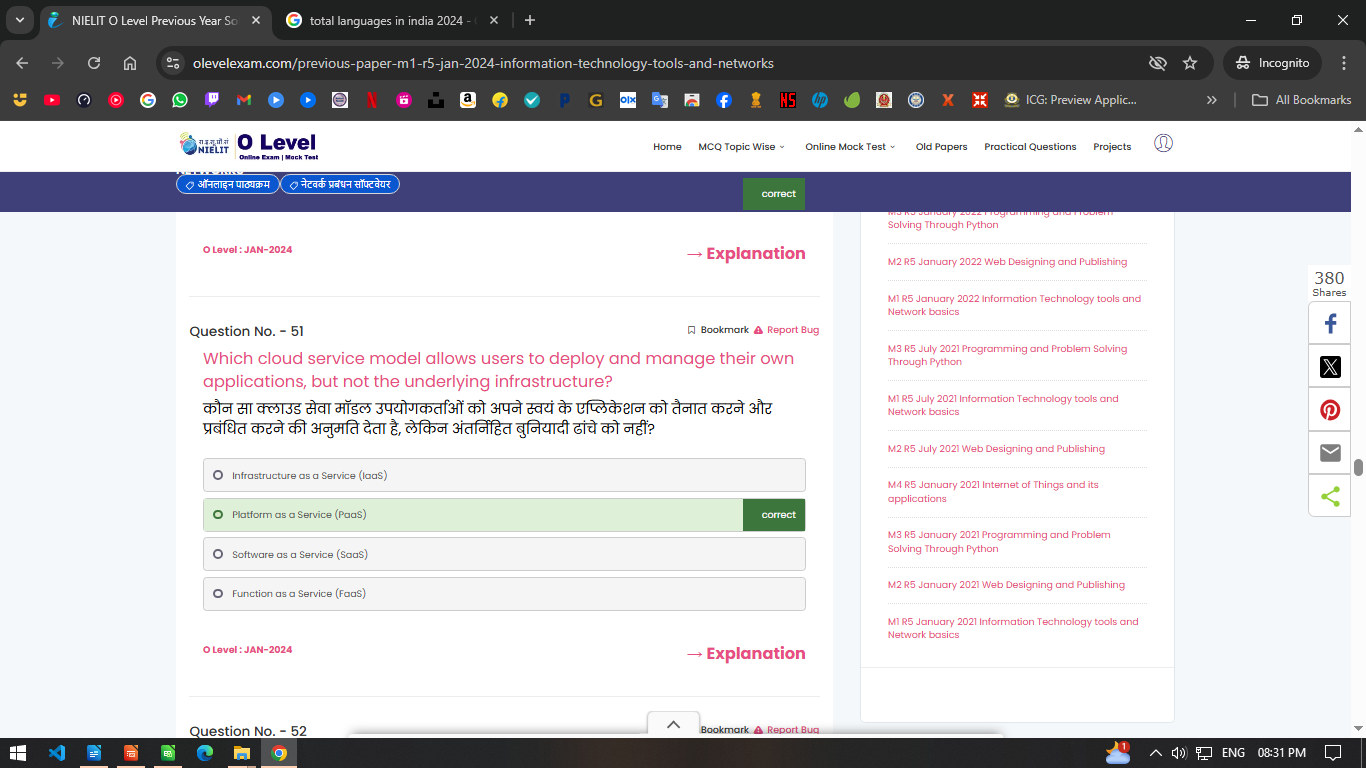 NIELIT O Level Previous Year So
total languages in india 2024 -
olevelexam.com/previous-paper-m1-r5-jan-2024-information-technology-tools-and-networks
Incognito
ICG: Preview Applic...
All Bookmarks
रा.इ.सू.प्रौ.सं
NIELIT
O Level
Online Exam | Mock Test
Home
MCQ Topic Wise
Online Mock Test
Old Papers
Practical Questions
Projects
ऑनलाइन पाठ्यक्रम
नेटवर्क प्रबंधन सॉफ्टवेयर
correct
O Level : JAN-2024
→ Explanation
Question No. - 51
Bookmark
Report Bug
Which cloud service model allows users to deploy and manage their own
applications, but not the underlying infrastructure?
कौन सा क्लाउड सेवा मॉडल उपयोगकर्ताओं को अपने स्वयं के एप्लिकेशन को तैनात करने और
प्रबंधित करने की अनुमति देता है, लेकिन अंतर्निहित बुनियादी ढांचे को नहीं?
Infrastructure as a Service (IaaS)
Platform as a Service (PaaS)
correct
Software as a Service (SaaS)
Function as a Service (FaaS)
O Level : JAN-2024
→ Explanation
Question No. - 52
Bookmark
Report Bug
M3 R5 January 2022 Programming and Problem
Solving Through Python
M2 R5 January 2022 Web Designing and Publishing
M1 R5 January 2022 Information Technology tools and
Network basics
M3 R5 July 2021 Programming and Problem Solving
Through Python
M1 R5 July 2021 Information Technology tools and
Network basics
M2 R5 July 2021 Web Designing and Publishing
M4 R5 January 2021 Internet of Things and its
applications
M3 R5 January 2021 Programming and Problem
Solving Through Python
M2 R5 January 2021 Web Designing and Publishing
M1 R5 January 2021 Information Technology tools and
Network basics
380
Shares
1
ENG
08:31 PM